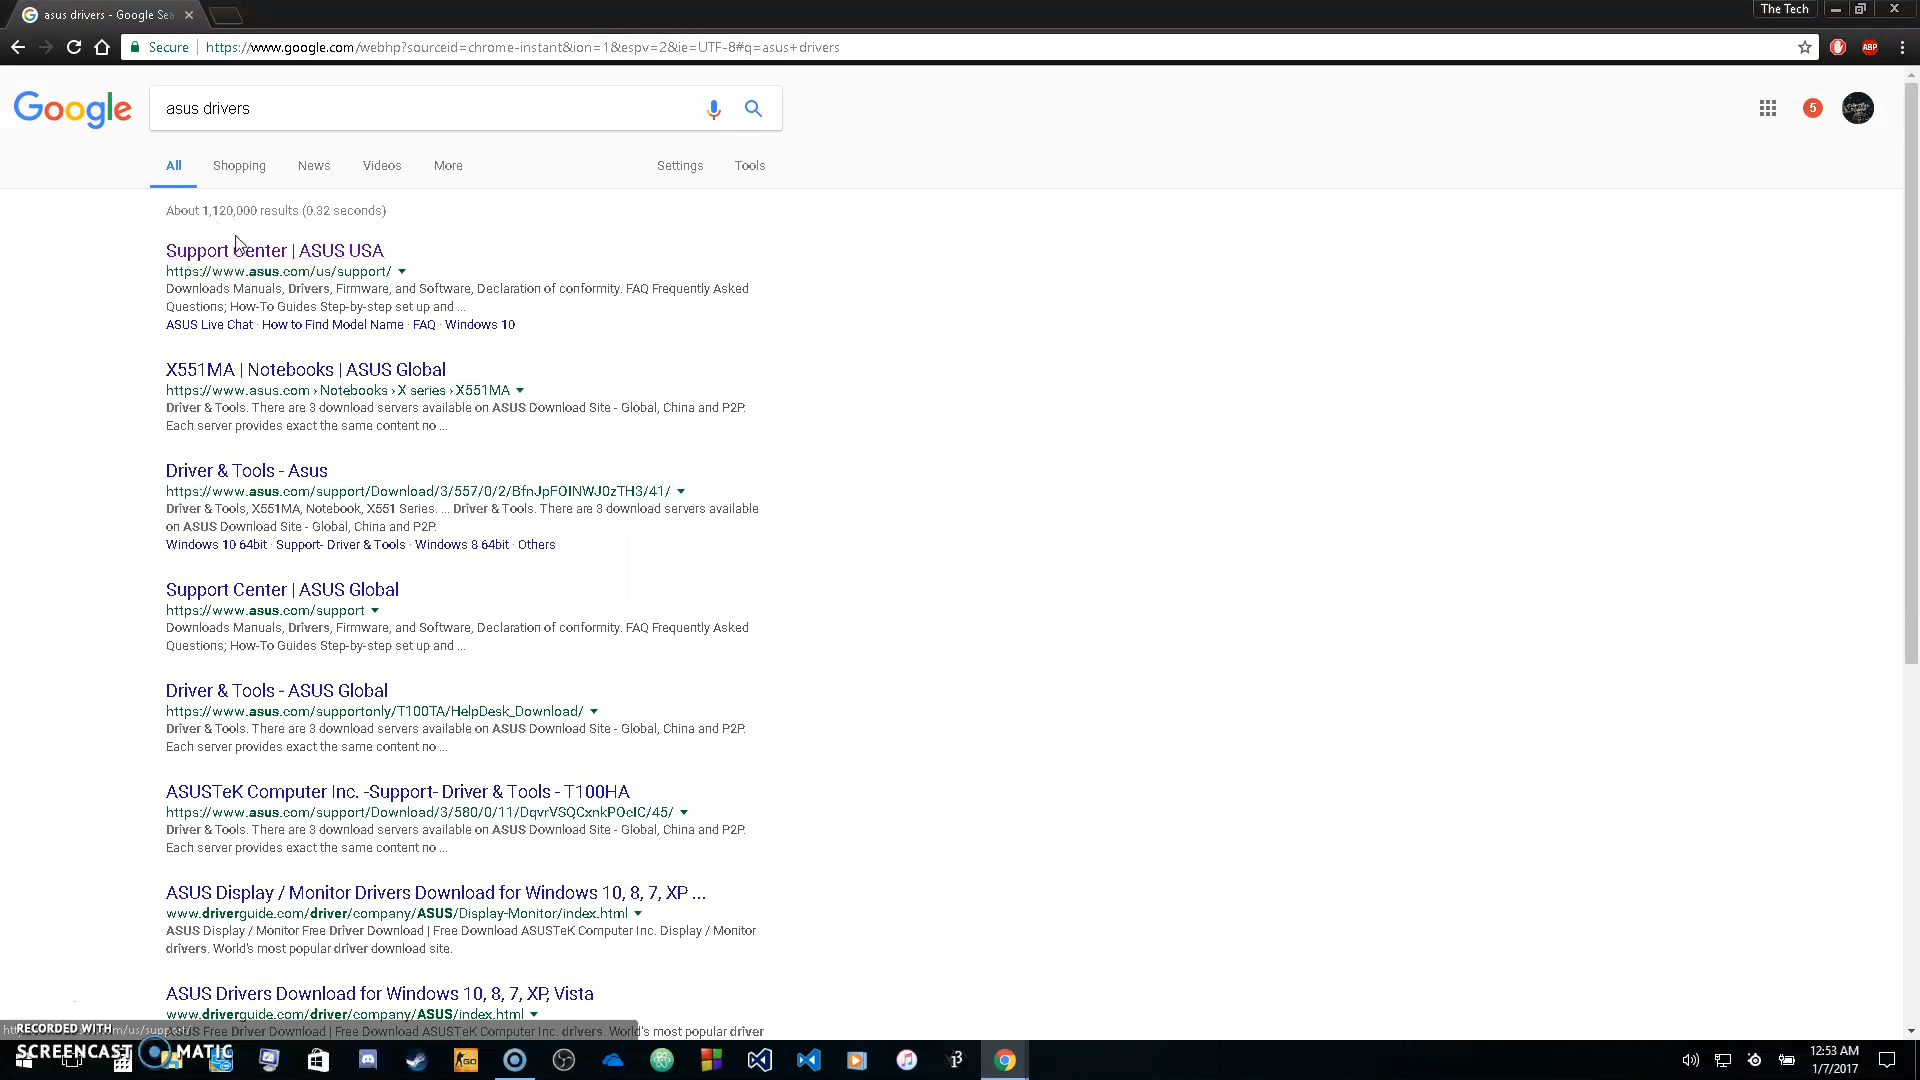 asus drivers - Google Sea
The Tech
Secure
https://www.google.com/webhp?sourceid=chrome-instant&ion=1&espv=2&ie=UTF-8#q=asus+drivers
ABP
Google
asus drivers
5
All
Shopping
News
Videos
More
Settings
Tools
About 1,120,000 results (0.32 seconds)
Support Center | ASUS USA
https://www.asus.com/us/support/
Downloads Manuals, Drivers, Firmware, and Software, Declaration of conformity. FAQ Frequently Asked
Questions; How-To Guides Step-by-step set up and ...
ASUS Live Chat · How to Find Model Name · FAQ · Windows 10
X551MA | Notebooks | ASUS Global
https://www.asus.com › Notebooks › X series › X551MA
Driver & Tools. There are 3 download servers available on ASUS Download Site - Global, China and P2P.
Each server provides exact the same content no ...
Driver & Tools - Asus
https://www.asus.com/support/Download/3/557/0/2/BfnJpFOINWJ0zTH3/41/
Driver & Tools, X551MA, Notebook, X551 Series. ... Driver & Tools. There are 3 download servers available
on ASUS Download Site - Global, China and P2P.
Windows 10 64bit · Support- Driver & Tools · Windows 8 64bit · Others
Support Center | ASUS Global
https://www.asus.com/support
Downloads Manuals, Drivers, Firmware, and Software, Declaration of conformity. FAQ Frequently Asked
Questions; How-To Guides Step-by-step set up and ...
Driver & Tools - ASUS Global
https://www.asus.com/supportonly/T100TA/HelpDesk_Download/
Driver & Tools. There are 3 download servers available on ASUS Download Site - Global, China and P2P.
Each server provides exact the same content no ...
ASUSTeK Computer Inc. -Support- Driver & Tools - T100HA
https://www.asus.com/support/Download/3/580/0/11/DqvrVSQCxnkPOcIC/45/
Driver & Tools. There are 3 download servers available on ASUS Download Site - Global, China and P2P.
Each server provides exact the same content no ...
ASUS Display / Monitor Drivers Download for Windows 10, 8, 7, XP ...
www.driverguide.com/driver/company/ASUS/Display-Monitor/index.html
ASUS Display / Monitor Free Driver Download | Free Download ASUSTeK Computer Inc. Display / Monitor
drivers. World's most popular driver download site.
ASUS Drivers Download for Windows 10, 8, 7, XP, Vista
www.driverguide.com/driver/company/ASUS/index.html
ASUS Free Driver Download | Free Download ASUSTeK Computer Inc. drivers. World's most popular driver
RECORDED WITH
SCREENCAST MATIC
12:53 AM
1/7/2017